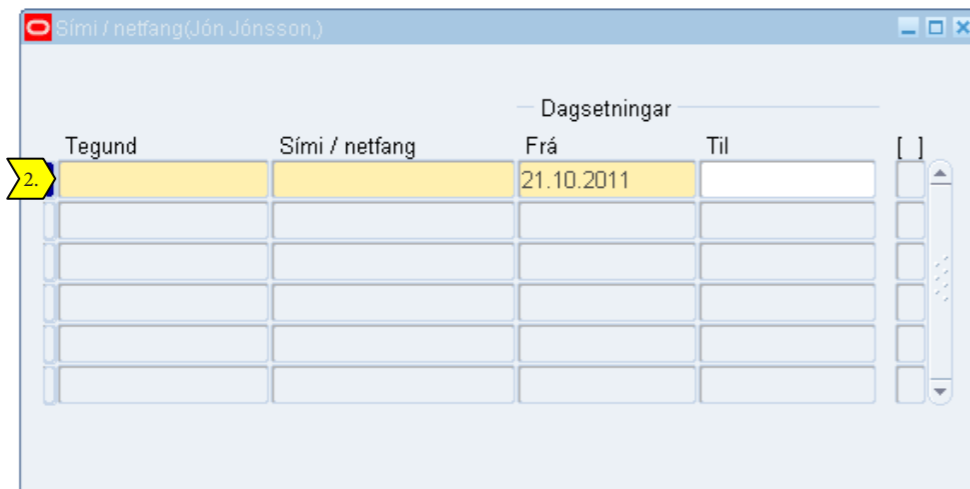 Sími / netfang(Jón Jónsson,)
Dagsetningar
Tegund Sími / netfang Frá Til [ ]
2. 21.10.2011